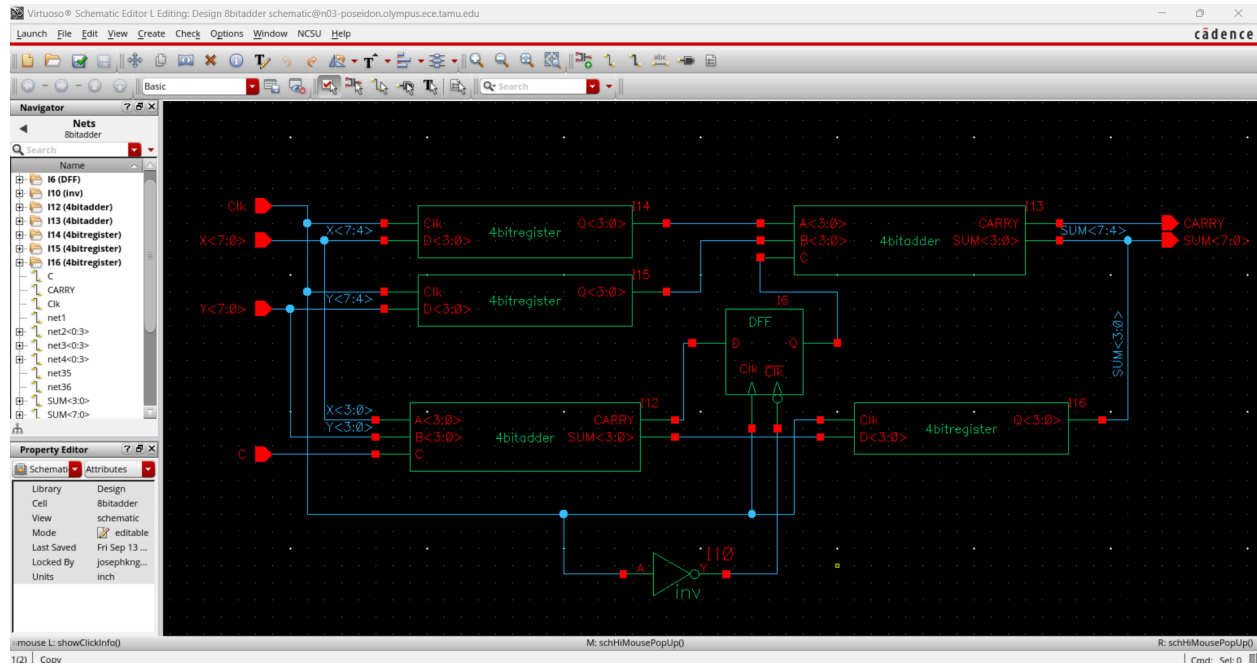 Virtuoso® Schematic Editor L Editing: Design 8bitadder schematic@n03-poseidon.olympus.ece.tamu.edu
Launch File Edit View Create Check Options Window NCSU Help
cādence
T
T
abc
Basic
T
Search
Navigator
Nets
8bitadder
Search
Name
I6 (DFF)
I10 (inv)
I12 (4bitadder)
I13 (4bitadder)
I14 (4bitregister)
I15 (4bitregister)
I16 (4bitregister)
C
CARRY
Clk
net1
net2<0:3>
net3<0:3>
net4<0:3>
net35
net36
SUM<3:0>
SUM<7:0>
Property Editor
Schemati Attributes
Library Design
Cell 8bitadder
View schematic
Mode editable
Last Saved Fri Sep 13 ...
Locked By josephkng...
Units inch
Clk
X<7:0>
Y<7:0>
C
X<7:4>
Y<7:4>
X<3:0>
Y<3:0>
I14
Clk
D<3:0>
4bitregister
Q<3:0>
I15
Clk
D<3:0>
4bitregister
Q<3:0>
I13
A<3:0>
B<3:0>
C
4bitadder
CARRY
SUM<3:0>
SUM<7:4>
CARRY
SUM<7:0>
SUM<3:0>
I6
DFF
D
Q
Clk
Clk
I12
A<3:0>
B<3:0>
C
4bitadder
CARRY
SUM<3:0>
I16
Clk
D<3:0>
4bitregister
Q<3:0>
I10
A
Y
inv
mouse L: showClickInfo() M: schHiMousePopUp() R: schHiMousePopUp()
1(2) Copy Cmd: Sel: 0